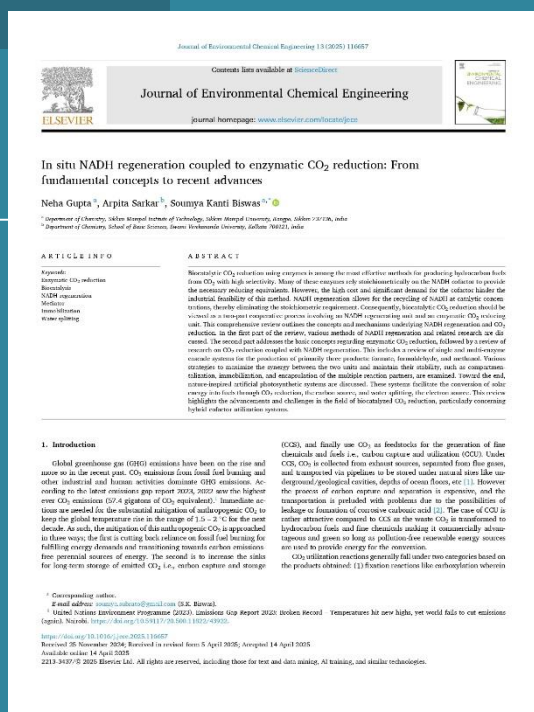 Journal of Environmental Chemical Engineering 13 (2025) 116657
Contents lists available at ScienceDirect
Journal of Environmental Chemical Engineering
journal homepage: www.elsevier.com/locate/jece
ELSEVIER
In situ NADH regeneration coupled to enzymatic CO2 reduction: From
fundamental concepts to recent advances
Neha Gupta a, Arpita Sarkar b, Soumya Kanti Biswas a,*
a Department of Chemistry, Sikkim Manipal Institute of Technology, Sikkim Manipal University, Rangpo, Sikkim 737136, India
b Department of Chemistry, School of Basic Sciences, Swami Vivekananda University, Kolkata 700121, India
ARTICLE INFO
Keywords:
Enzymatic CO2 reduction
Biocatalysis
NADH regeneration
Mediator
Immobilization
Water splitting
ABSTRACT
Biocatalytic CO2 reduction using enzymes is among the most effective methods for producing hydrocarbon fuels
from CO2 with high selectivity. Many of these enzymes rely stoichiometrically on the NADH cofactor to provide
the necessary reducing equivalents. However, the high cost and significant demand for the cofactor hinder the
industrial feasibility of this method. NADH regeneration allows for the recycling of NADH at catalytic concen-
trations, thereby eliminating the stoichiometric requirement. Consequently, biocatalytic CO2 reduction should be
viewed as a two-part cooperative process involving an NADH regenerating unit and an enzymatic CO2 reducing
unit. This comprehensive review outlines the concepts and mechanisms underlying NADH regeneration and CO2
reduction. In the first part of the review, various methods of NADH regeneration and related research are dis-
cussed. The second part addresses the basic concepts regarding enzymatic CO2 reduction, followed by a review of
research on CO2 reduction coupled with NADH regeneration. This includes a review of single and multi-enzyme
cascade systems for the production of primarily three products: formate, formaldehyde, and methanol. Various
strategies to maximize the synergy between the two units and maintain their stability, such as compartmen-
talization, immobilization, and encapsulation of the multiple reaction partners, are examined. Toward the end,
nature-inspired artificial photosynthetic systems are discussed. These systems facilitate the conversion of solar
energy into fuels through CO2 reduction, the carbon source, and water splitting, the electron source. This review
highlights the advancements and challenges in the field of biocatalyzed CO2 reduction, particularly concerning
hybrid cofactor utilization systems.
1. Introduction
Global greenhouse gas (GHG) emissions have been on the rise and
more so in the recent past. CO2 emissions from fossil fuel burning and
other industrial and human activities dominate GHG emissions. Ac-
cording to the latest emissions gap report 2023, 2022 saw the highest
ever CO2 emissions (57.4 gigatons of CO2 equivalent).1 Immediate ac-
tions are needed for the substantial mitigation of anthropogenic CO2 to
keep the global temperature rise in the range of 1.5 – 2 °C for the next
decade. As such, the mitigation of this anthropogenic CO2 is approached
in three ways; the first is cutting back reliance on fossil fuel burning for
fulfilling energy demands and transitioning towards carbon emissions-
free perennial sources of energy. The second is to increase the sinks
for long-term storage of emitted CO2 i.e., carbon capture and storage
(CCS), and finally use CO2 as feedstocks for the generation of fine
chemicals and fuels i.e., carbon capture and utilization (CCU). Under
CCS, CO2 is collected from exhaust sources, separated from flue gases,
and transported via pipelines to be stored under natural sites like un-
derground/geological cavities, depths of ocean floors, etc [1]. However
the process of carbon capture and separation is expensive, and the
transportation is preluded with problems due to the possibilities of
leakage or formation of corrosive carbonic acid [2]. The case of CCU is
rather attractive compared to CCS as the waste CO2 is transformed to
hydrocarbon fuels and fine chemicals making it commercially advan-
tageous and green so long as pollution-free renewable energy sources
are used to provide energy for the conversion.
CO2 utilization reactions generally fall under two categories based on
the products obtained: (1) fixation reactions like carboxylation wherein
* Corresponding author.
E-mail address: (S.K. Biswas).
1 United Nations Environment Programme (2023). Emissions Gap Report 2023: Broken Record – Temperatures hit new highs, yet world fails to cut emissions
(again). Nairobi.
https://doi.org/10.1016/j.jece.2025.116657
Received 25 November 2024; Received in revised form 5 April 2025; Accepted 14 April 2025
Available online 14 April 2025
2213-3437/© 2025 Elsevier Ltd. All rights are reserved, including those for text and data mining, AI training, and similar technologies.